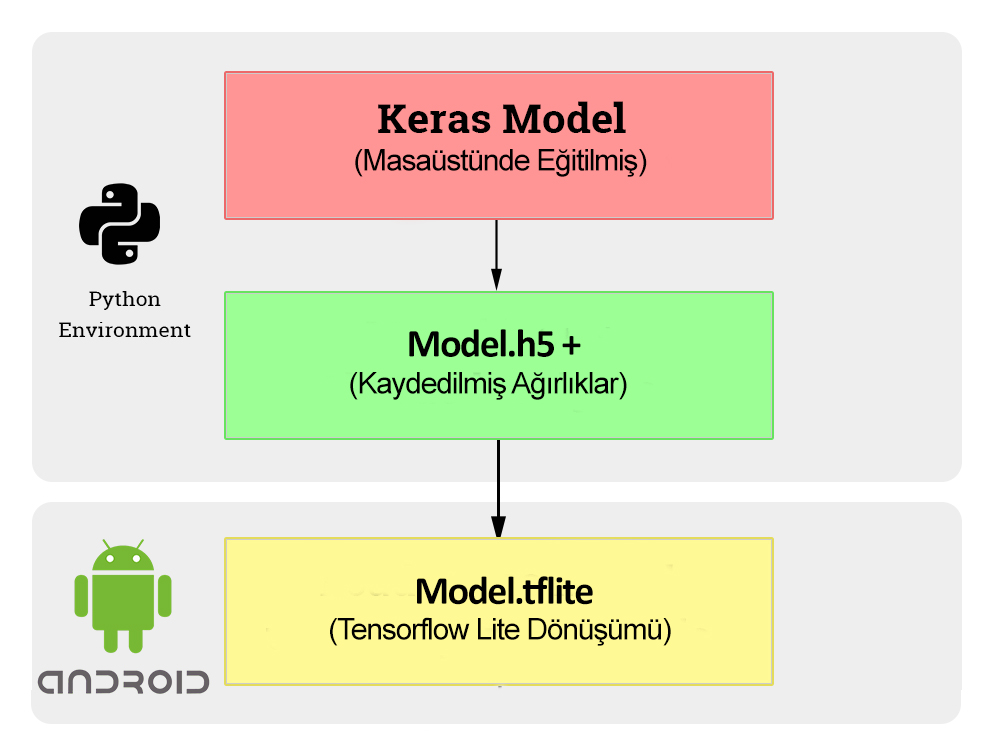 Keras Model
(Masaüstünde Eğitilmiş)
Python
Environment
Model.h5 +
(Kaydedilmiş Ağırlıklar)
Model.tflite
(Tensorflow Lite Dönüşümü)
ANDROID